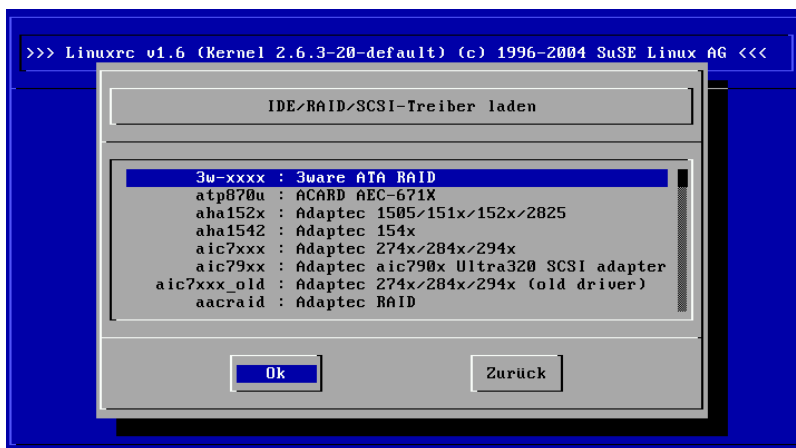 >>> Linuxrc v1.6 (Kernel 2.6.3-20-default) (c) 1996-2004 SuSE Linux AG <<<
IDE/RAID/SCSI-Treiber laden
3w-xxxx : 3ware ATA RAID
atp870u : ACARD AEC-671X
aha152x : Adaptec 1505/151x/152x/2825
aha1542 : Adaptec 154x
aic7xxx : Adaptec 274x/284x/294x
aic79xx : Adaptec aic790x Ultra320 SCSI adapter
aic7xxx_old : Adaptec 274x/284x/294x (old driver)
aacraid : Adaptec RAID
Ok Zurück